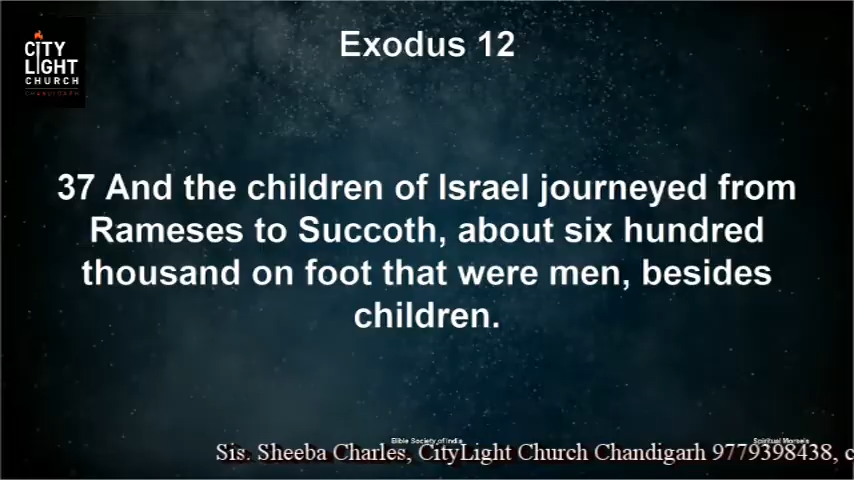 CITY
LIGHT
CHURCH
CHANDIGARH
Exodus 12
37 And the children of Israel journeyed from
Rameses to Succoth, about six hundred
thousand on foot that were men, besides
children.
Bible Society of India
Spiritual Morsels
Sis. Sheeba Charles, CityLight Church Chandigarh 9779398438, c